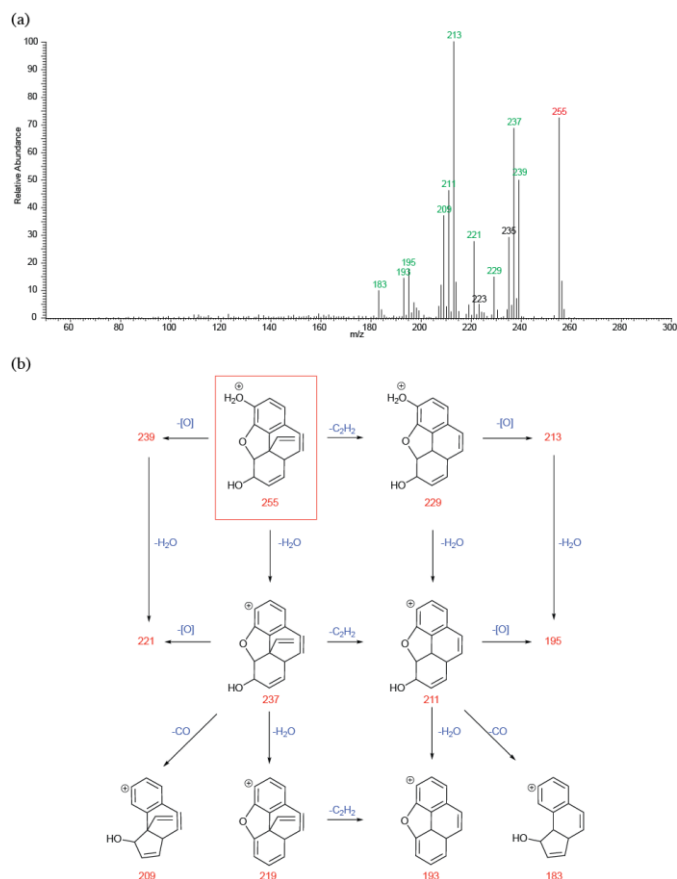 (a)
213
100
90
80
70
60
50
40
30
20
10
0
Relative Abundance
255
237
239
211
209
235
221
195
193
229
183
223
60 80 100 120 140 160 180 200 220 240 260 280 300
m/z
(b)
H₂O ⊕
O
HO
255
-[O]
239
-C₂H₂
H₂O ⊕
O
HO
229
-[O]
213
-H₂O
-H₂O
-H₂O
-H₂O
221
-[O]
⊕
O
HO
237
-C₂H₂
⊕
O
HO
211
-[O]
195
-CO
-H₂O
-H₂O
-CO
⊕
HO
209
⊕
O
219
-C₂H₂
⊕
O
193
⊕
HO
183